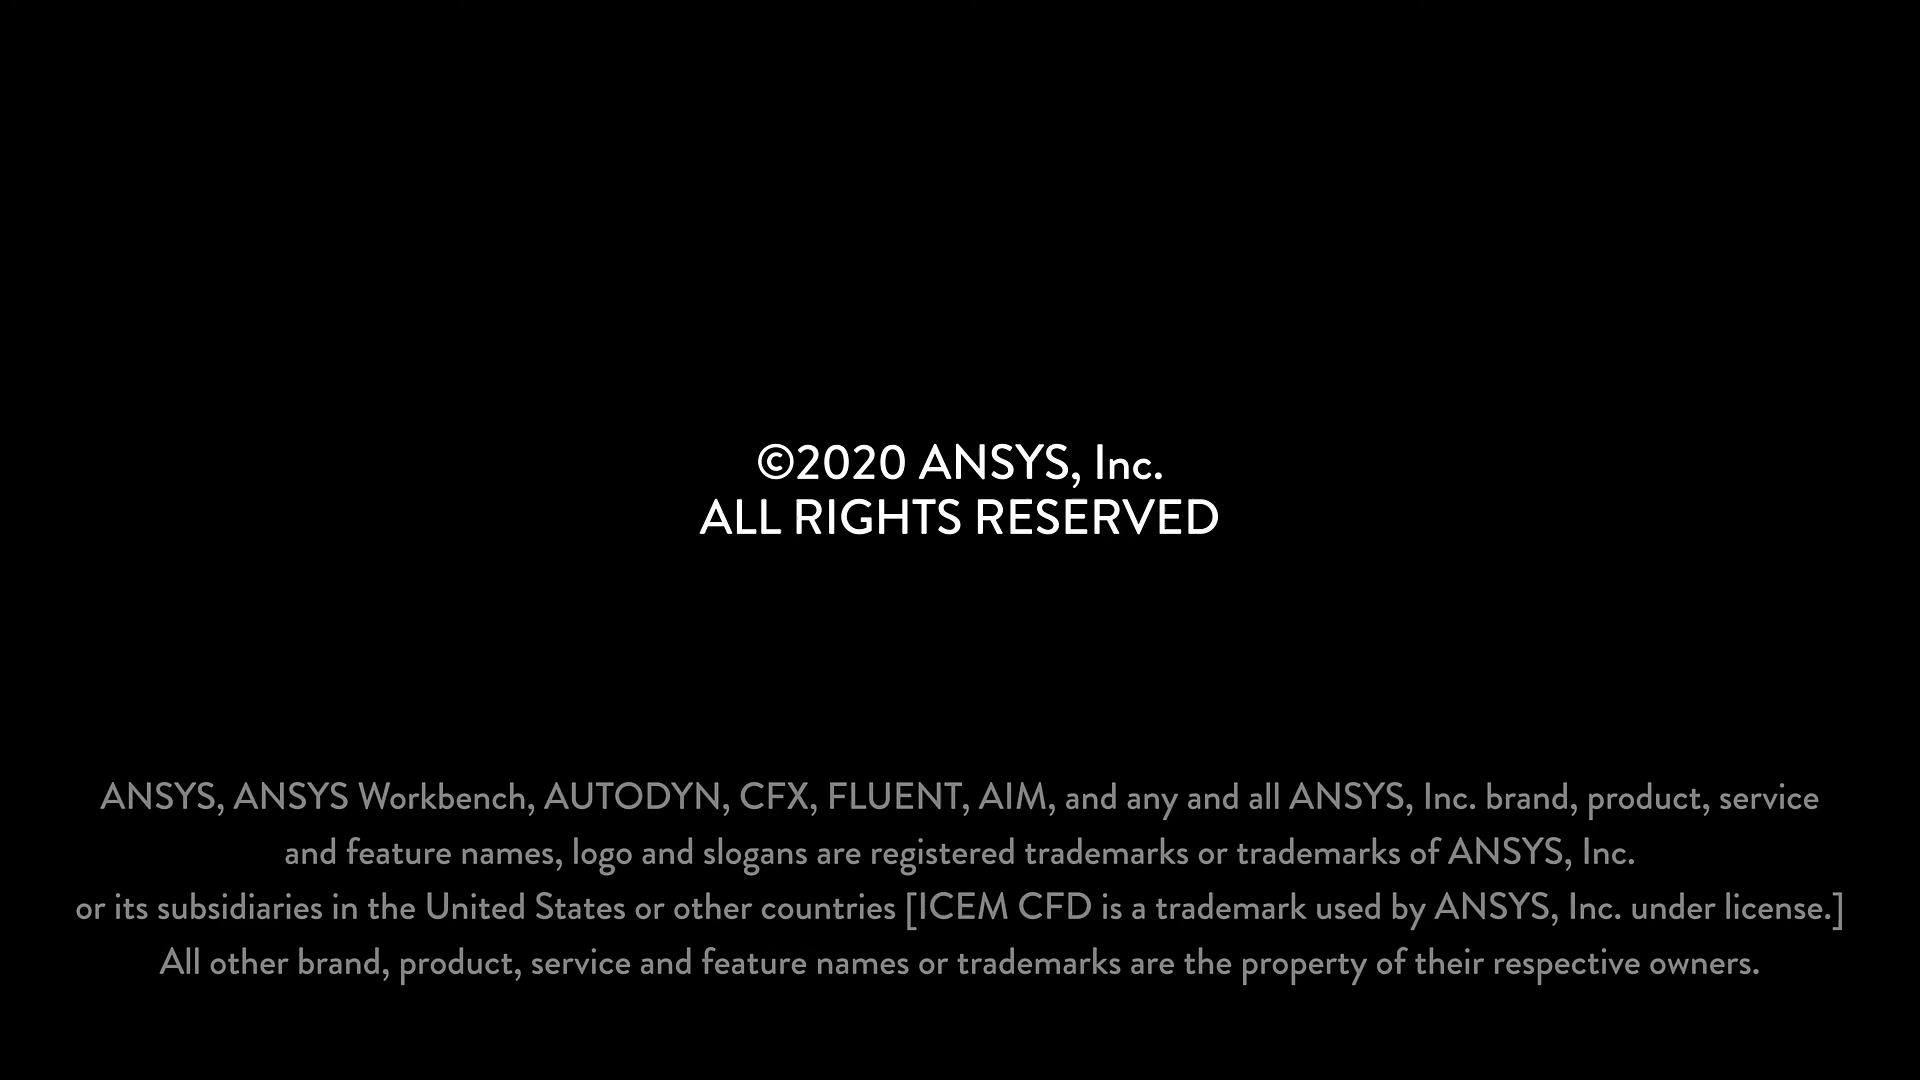 ©2020 ANSYS, Inc.
ALL RIGHTS RESERVED
ANSYS, ANSYS Workbench, AUTODYN, CFX, FLUENT, AIM, and any and all ANSYS, Inc. brand, product, service
and feature names, logo and slogans are registered trademarks or trademarks of ANSYS, Inc.
or its subsidiaries in the United States or other countries [ICEM CFD is a trademark used by ANSYS, Inc. under license.]
All other brand, product, service and feature names or trademarks are the property of their respective owners.